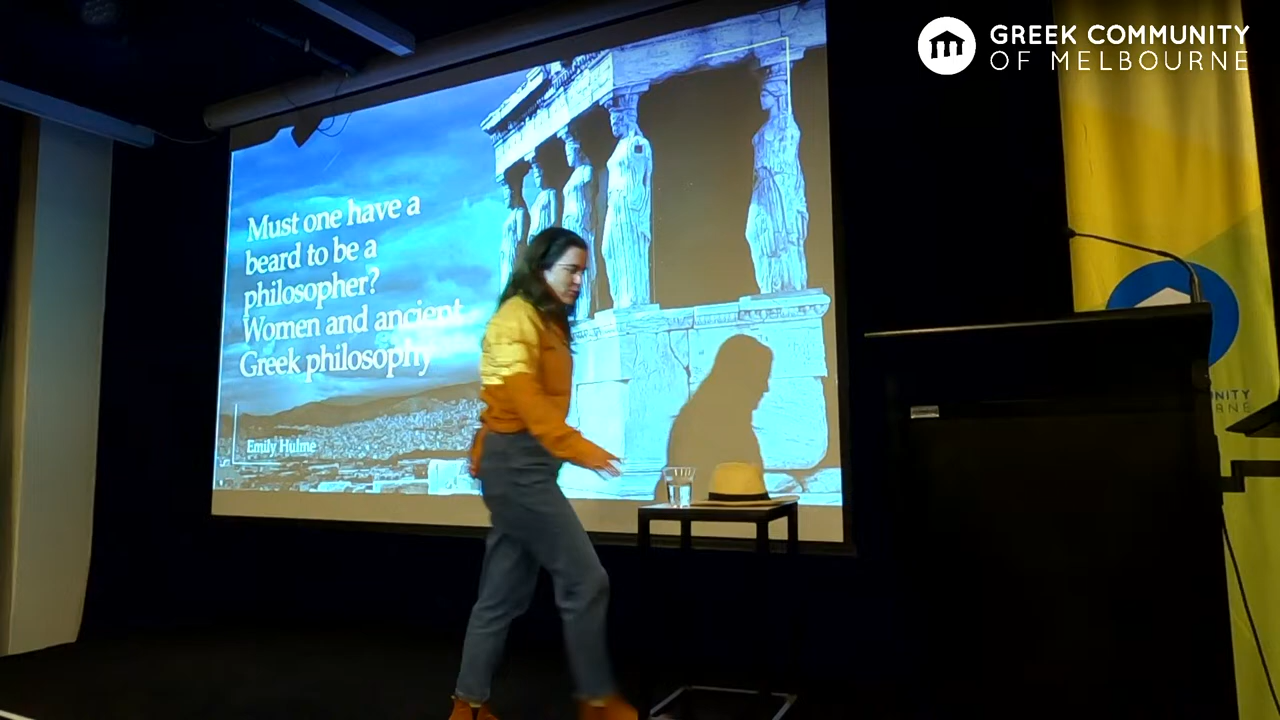 GREEK COMMUNITY
OF MELBOURNE
Must one have a
beard to be a
philosopher?
Women and ancient
Greek philosophy
Emily Hulme